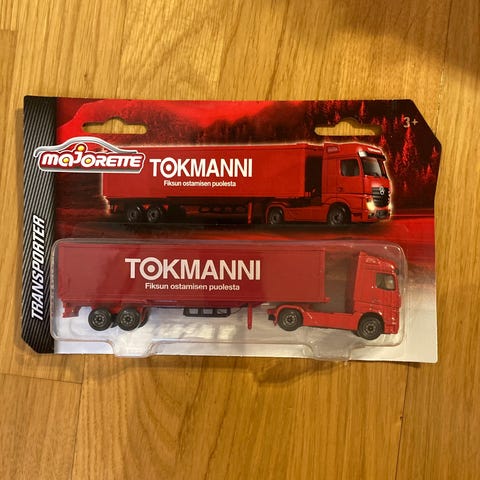 3+
majorette
TOKMANNI
Fiksun ostamisen puolesta
TRANSPORTER
TOKMANNI
Fiksun ostamisen puolesta